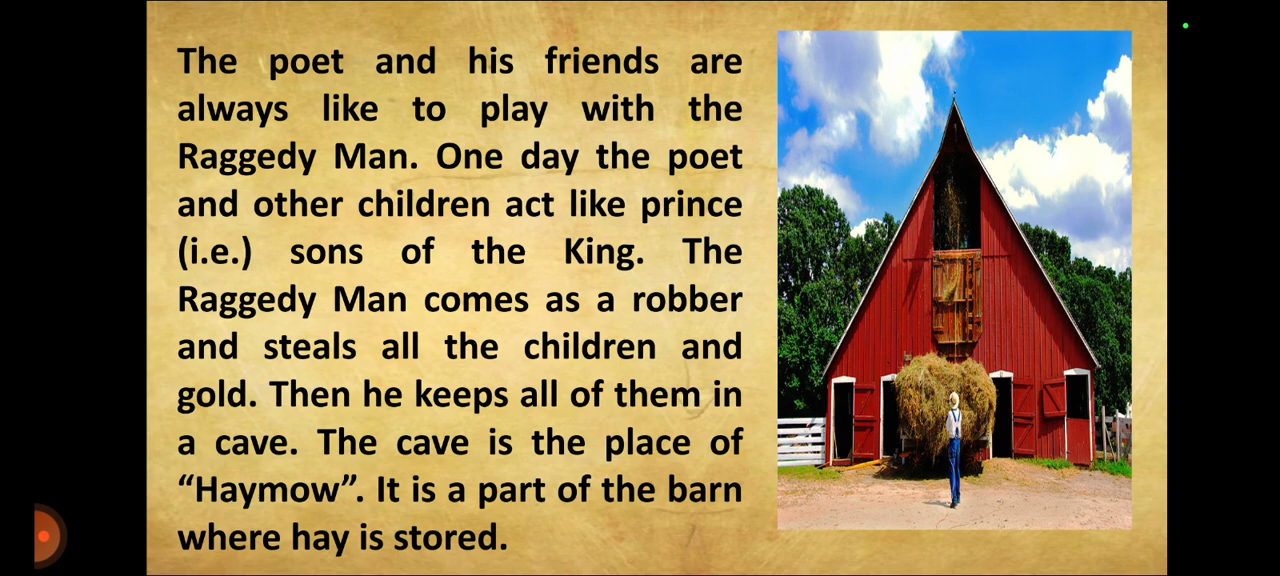 The poet and his friends are
always like to play with the
Raggedy Man. One day the poet
and other children act like prince
(i.e.) sons of the King. The
Raggedy Man comes as a robber
and steals all the children and
gold. Then he keeps all of them in
a cave. The cave is the place of
“Haymow”. It is a part of the barn
where hay is stored.